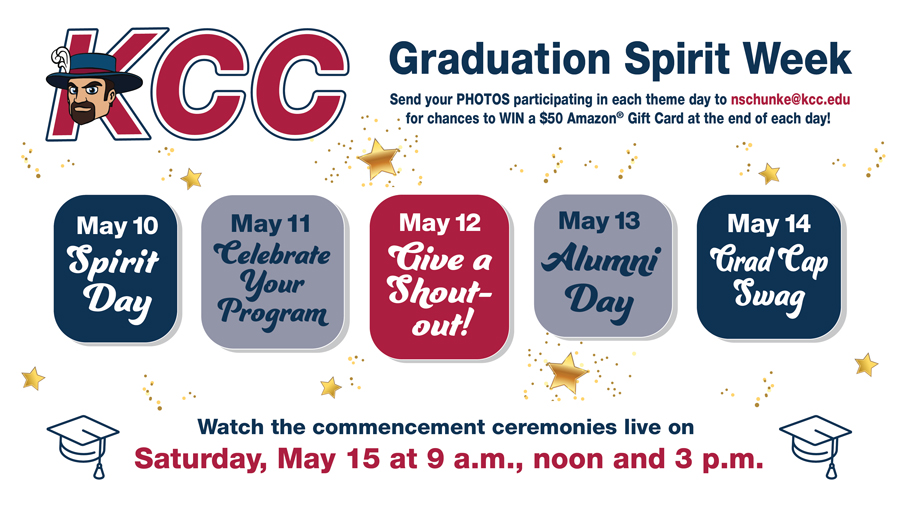 KCC
Graduation Spirit Week
Send your PHOTOS participating in each theme day to nschunke@kcc.edu
for chances to WIN a $50 Amazon® Gift Card at the end of each day!
May 10
Spirit
Day
May 11
Celebrate
Your
Program
May 12
Give a
Shout-
out!
May 13
Alumni
Day
May 14
Grad Cap
Swag
Watch the commencement ceremonies live on
Saturday, May 15 at 9 a.m., noon and 3 p.m.